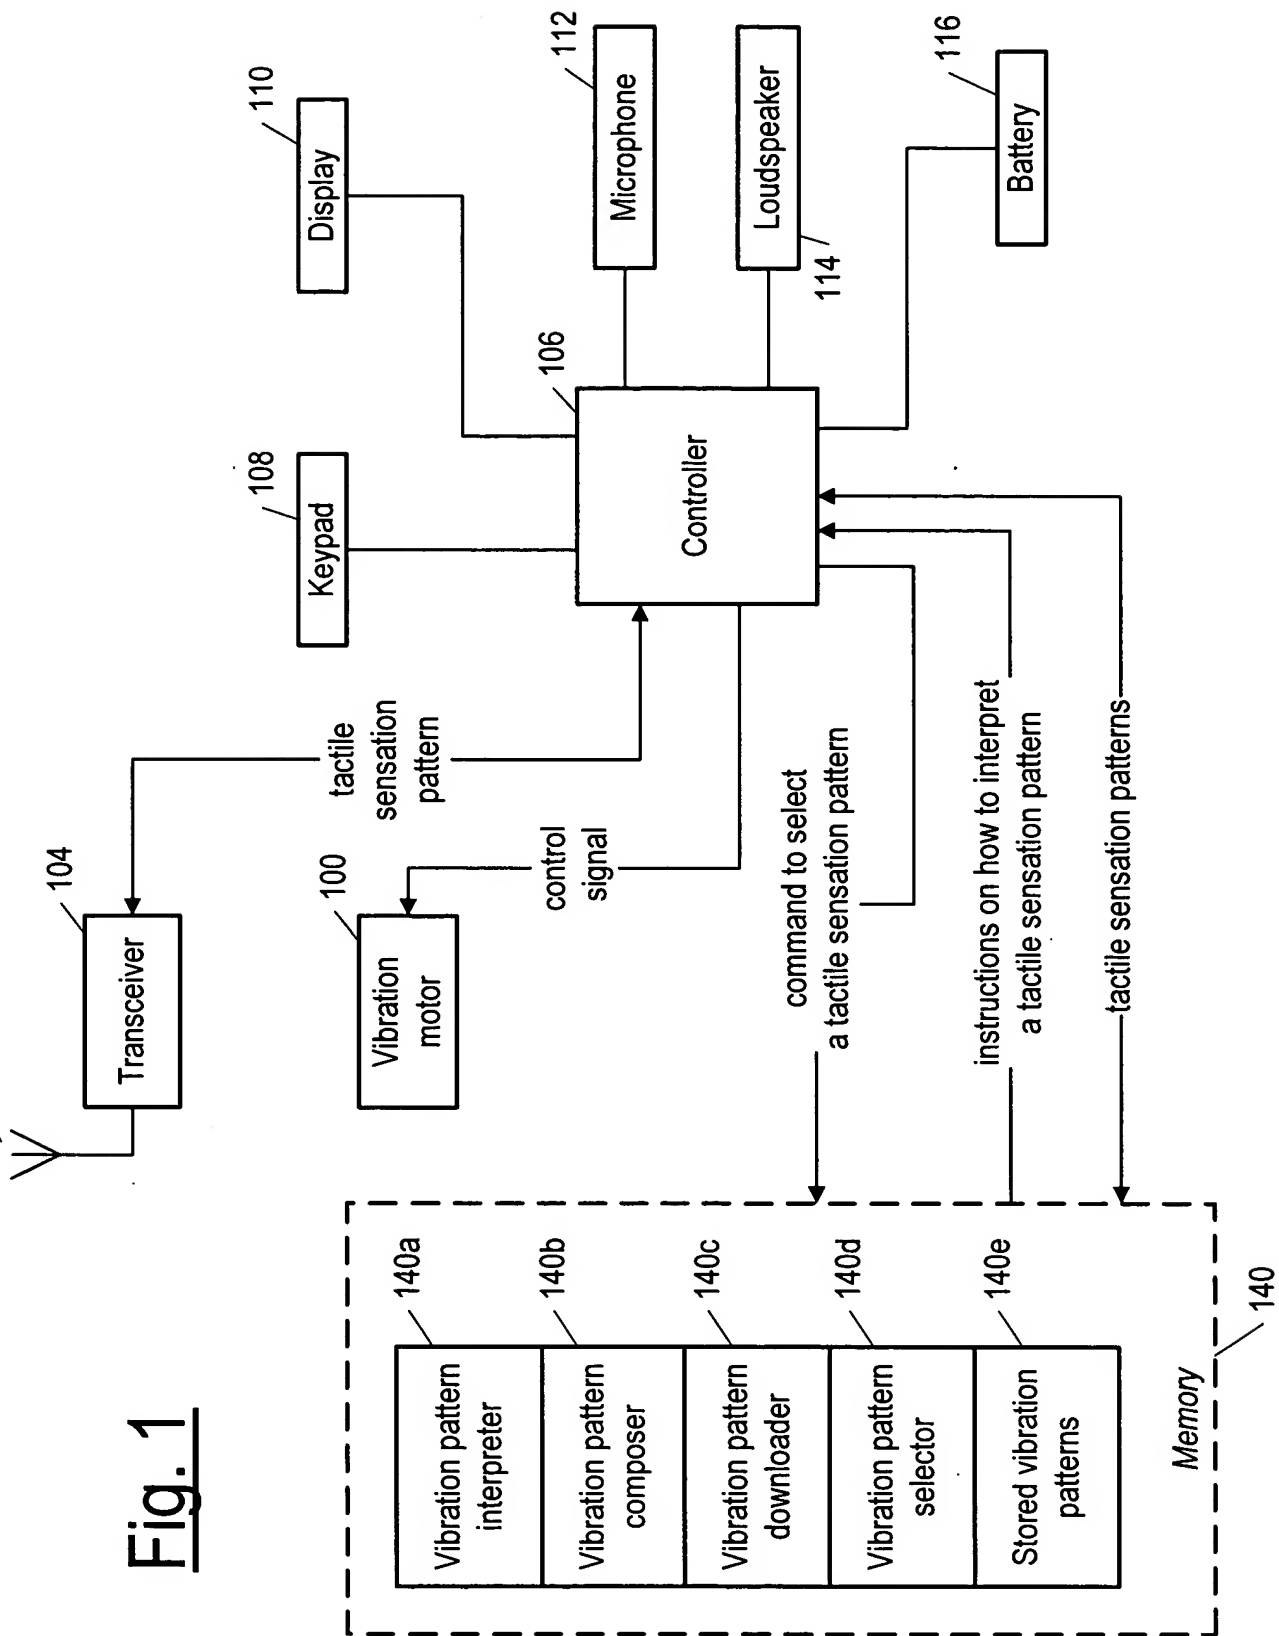 Fig. 1
104
Transceiver
100
Vibration
motor
tactile
sensation
pattern
control
signal
108
Keypad
110
Display
106
Controller
112
Microphone
Loudspeaker
114
116
Battery
command to select
a tactile sensation pattern
instructions on how to interpret
a tactile sensation pattern
tactile sensation patterns
140a
Vibration pattern
interpreter
140b
Vibration pattern
composer
140c
Vibration pattern
downloader
140d
Vibration pattern
selector
140e
Stored vibration
patterns
Memory
140